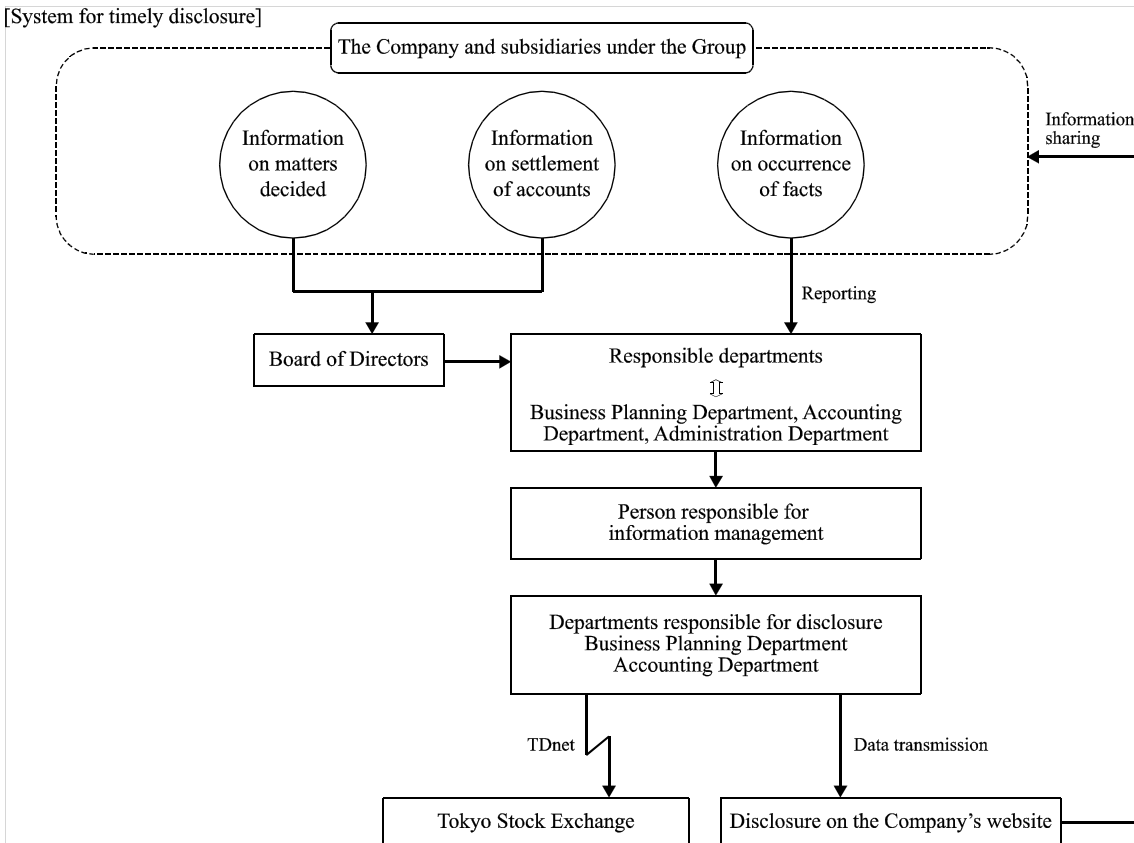 [System for timely disclosure]
The Company and subsidiaries under the Group
Information
on matters
decided
Information
on settlement
of accounts
Information
on occurrence
of facts
Information
sharing
Reporting
Board of Directors
Responsible departments
Business Planning Department, Accounting
Department, Administration Department
Person responsible for
information management
Departments responsible for disclosure
Business Planning Department
Accounting Department
TDnet
Data transmission
Tokyo Stock Exchange
Disclosure on the Company’s website